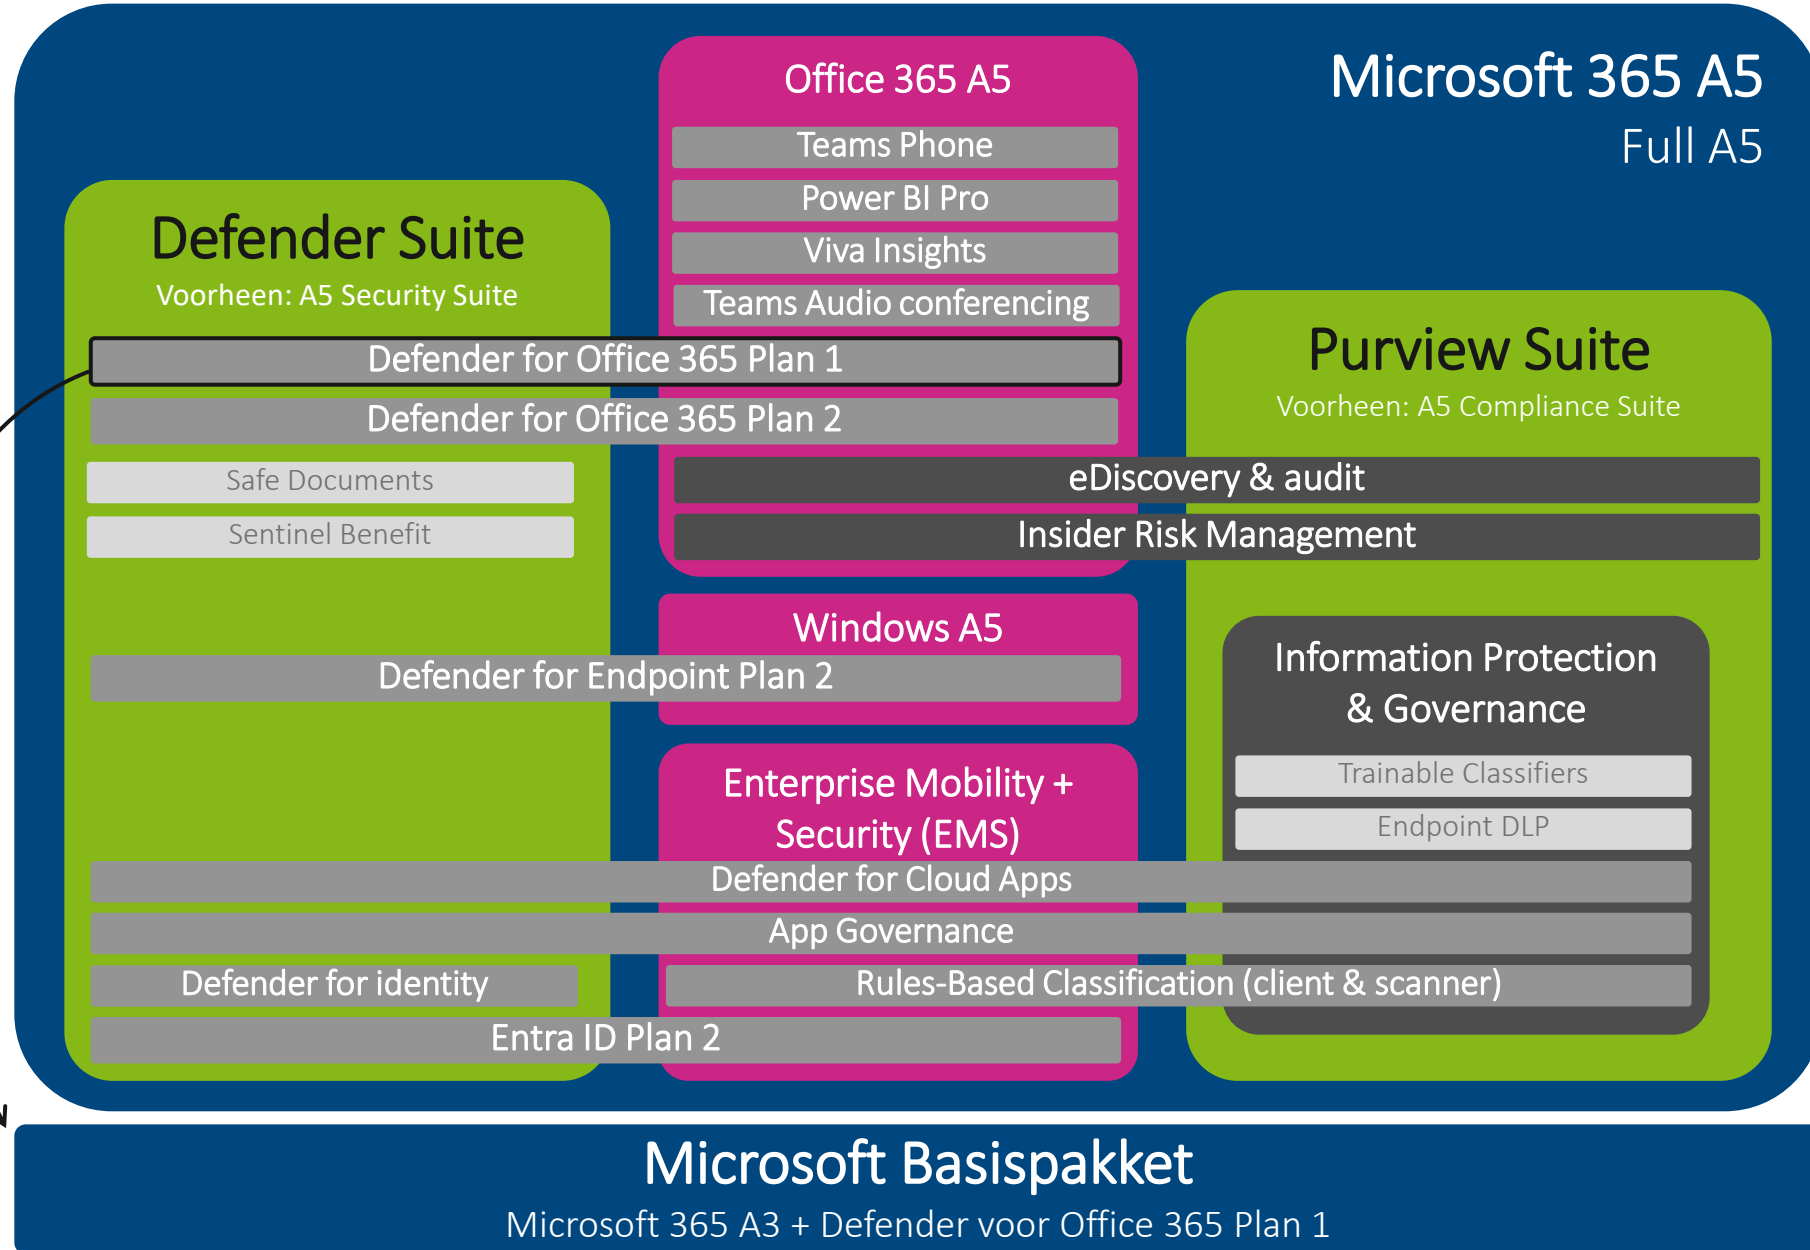 Microsoft 365 A5
Full A5
Office 365 A5
Teams Phone
Power BI Pro
Viva Insights
Teams Audio conferencing
Defender Suite
Voorheen: A5 Security Suite
Defender for Office 365 Plan 1
Defender for Office 365 Plan 2
Safe Documents
Sentinel Benefit
Purview Suite
Voorheen: A5 Compliance Suite
eDiscovery & audit
Insider Risk Management
Windows A5
Defender for Endpoint Plan 2
Information Protection
& Governance
Trainable Classifiers
Endpoint DLP
Enterprise Mobility +
Security (EMS)
Defender for Cloud Apps
App Governance
Defender for identity
Rules-Based Classification (client & scanner)
Entra ID Plan 2
Microsoft Basispakket
Microsoft 365 A3 + Defender voor Office 365 Plan 1